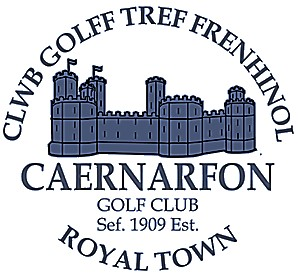 CLWB GOLFF TREF FRENHINOL
CAERNARFON
GOLF CLUB
Sef. 1909 Est.
ROYAL TOWN